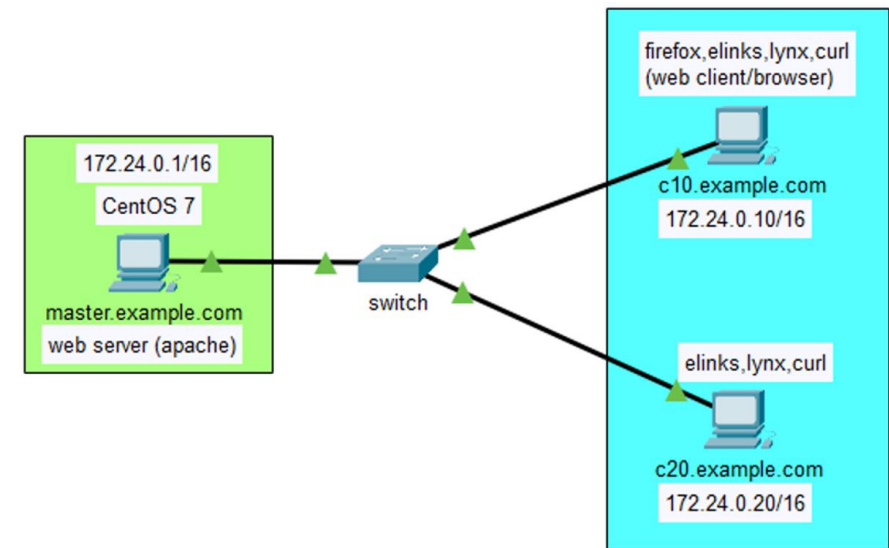 172.24.0.1/16
CentOS 7
master.example.com
web server (apache)
switch
firefox,elinks,lynx,curl
(web client/browser)
c10.example.com
172.24.0.10/16
elinks,lynx,curl
c20.example.com
172.24.0.20/16